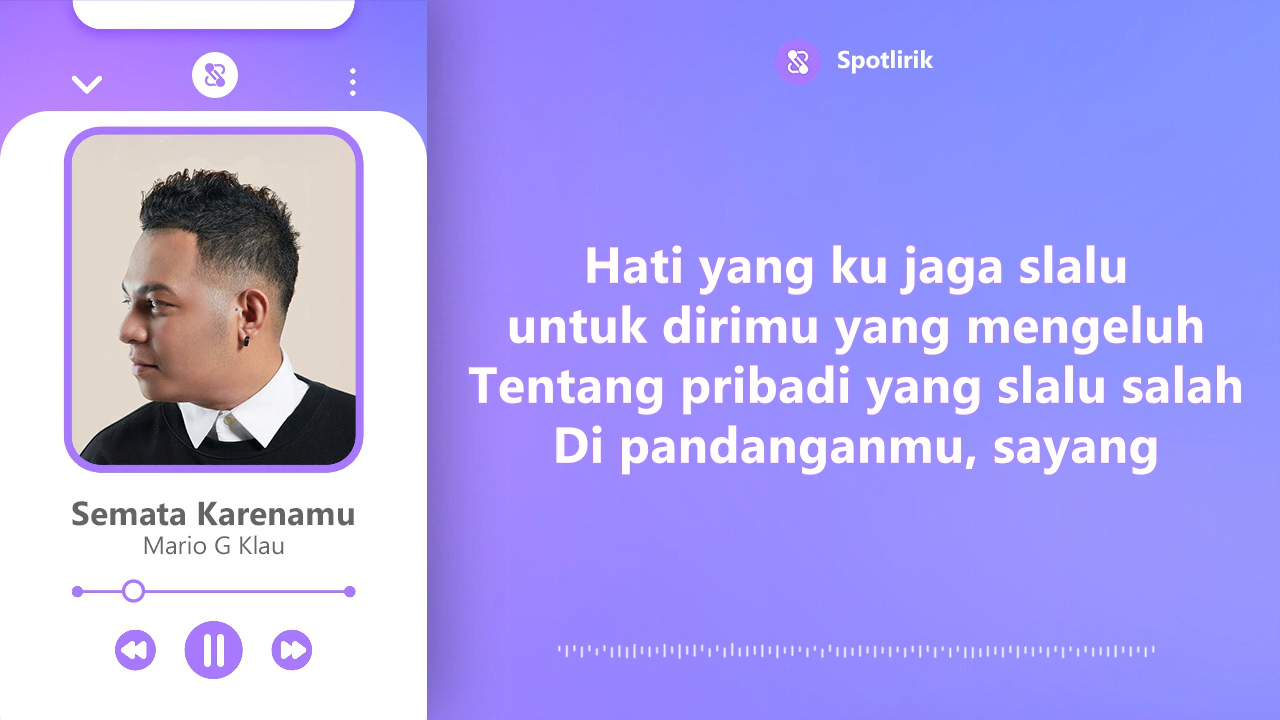 Semata Karenamu
Mario G Klau
Spotlirik
Hati yang ku jaga slalu
untuk dirimu yang mengeluh
Tentang pribadi yang slalu salah
Di pandanganmu, sayang